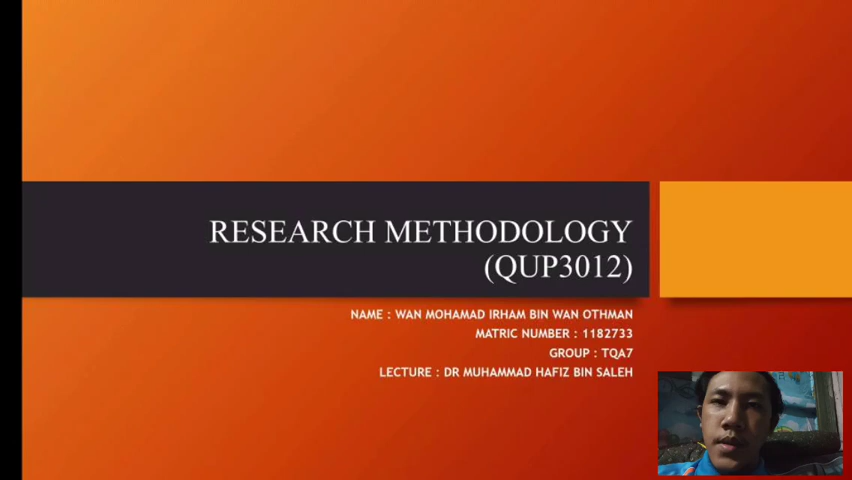 RESEARCH METHODOLOGY
(QUP3012)
NAME : WAN MOHAMAD IRHAM BIN WAN OTHMAN
MATRIC NUMBER : 1182733
GROUP : TQA7
LECTURE : DR MUHAMMAD HAFIZ BIN SALEH